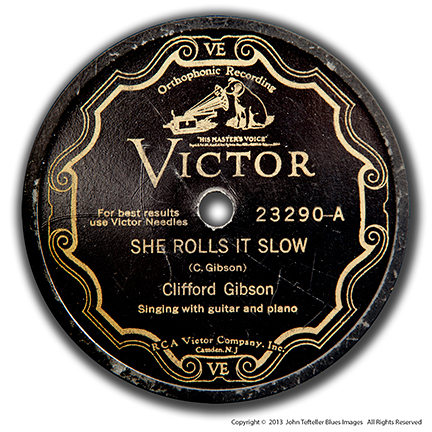 VE
Orthophonic Recording
"HIS MASTER'S VOICE"
VICTOR
For best results
use Victor Needles
23290-A
SHE ROLLS IT SLOW
(C. Gibson)
Clifford Gibson
Singing with guitar and piano
RCA Victor Company, Inc.
Camden, N.J
VE
Copyright © 2013 John Tefteller Blues Images All Rights Reserved